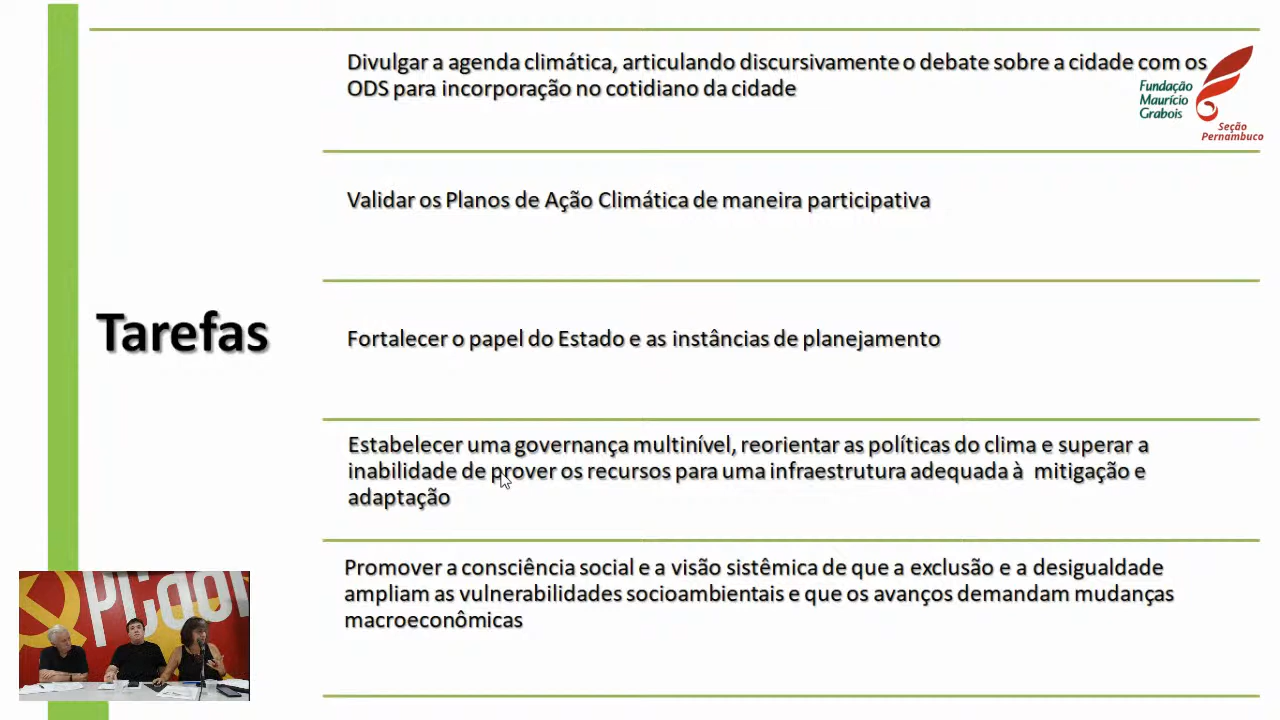 Divulgar a agenda climática, articulando discursivamente o debate sobre a cidade com os
ODS para incorporação no cotidiano da cidade
Fundação
Maurício
Grabois
Seção
Pernambuco
Validar os Planos de Ação Climática de maneira participativa
Tarefas
Fortalecer o papel do Estado e as instâncias de planejamento
Estabelecer uma governança multinível, reorientar as políticas do clima e superar a
inabilidade de prover os recursos para uma infraestrutura adequada à mitigação e
adaptação
Promover a consciência social e a visão sistêmica de que a exclusão e a desigualdade
ampliam as vulnerabilidades socioambientais e que os avanços demandam mudanças
macroeconômicas
PCdoB